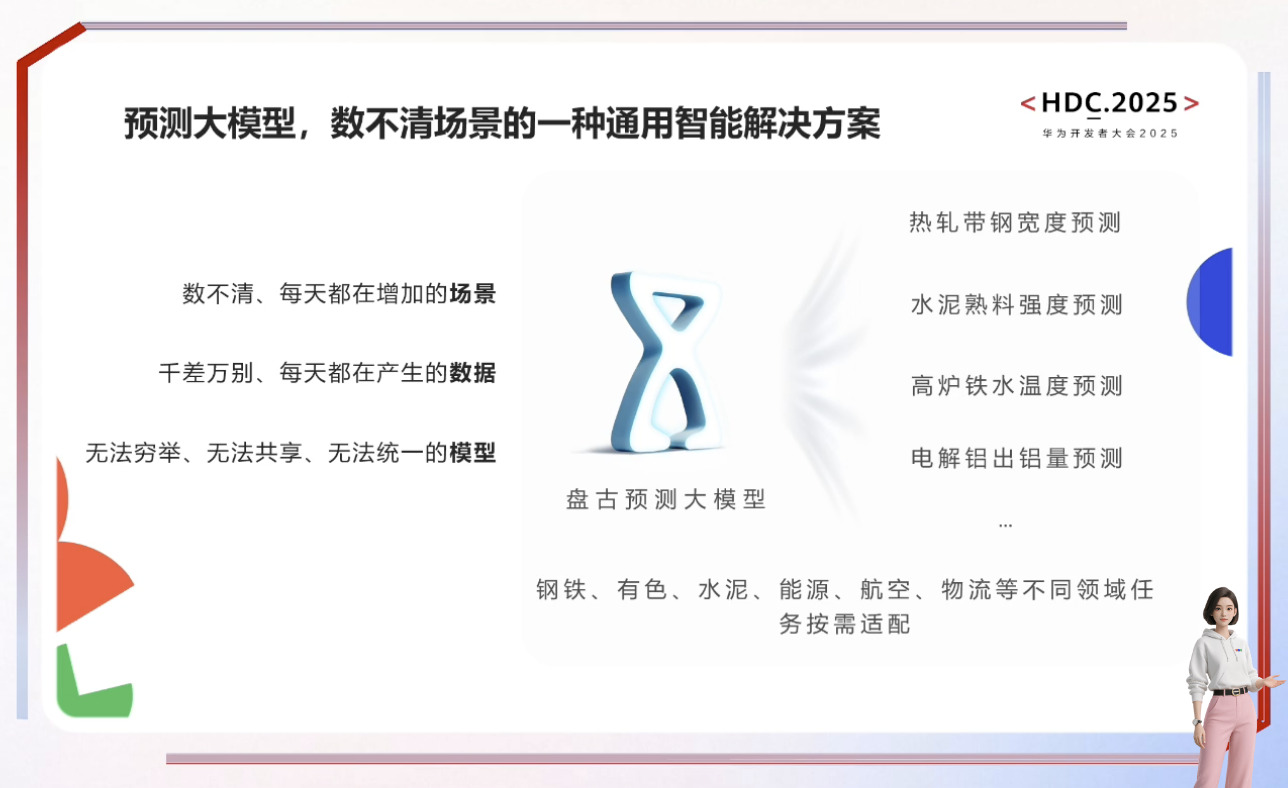 预测大模型，数不清场景的一种通用智能解决方案
<HDC.2025>
华为开发者大会2025
数不清、每天都在增加的场景
千差万别、每天都在产生的数据
无法穷举、无法共享、无法统一的模型
盘古预测大模型
热轧带钢宽度预测
水泥熟料强度预测
高炉铁水温度预测
电解铝出铝量预测
...
钢铁、有色、水泥、能源、航空、物流等不同领域任
务按需适配